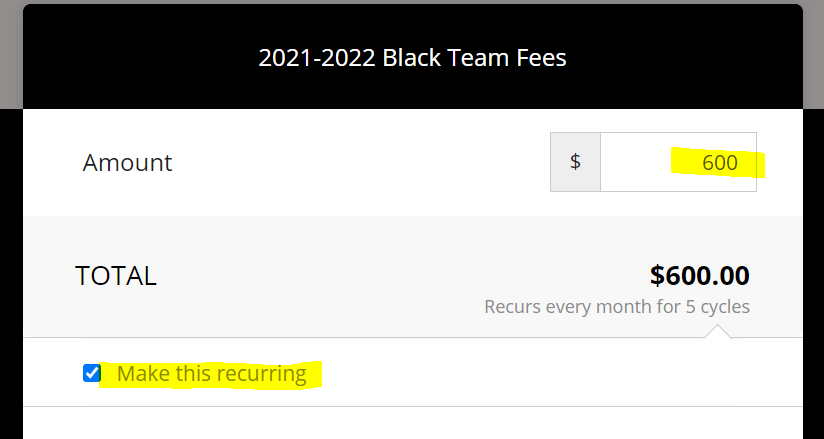 2021-2022 Black Team Fees
Amount
$ 600
TOTAL
$600.00
Recurs every month for 5 cycles
Make this recurring